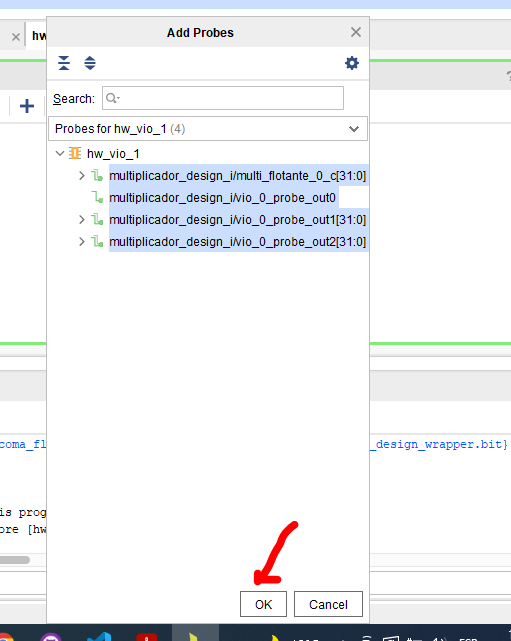 hw_
Add Probes
Search:
Probes for hw_vio_1 (4)
hw_vio_1
multiplicador_design_i/multi_flotante_0_c[31:0]
multiplicador_design_i/vio_0_probe_out0
multiplicador_design_i/vio_0_probe_out1[31:0]
multiplicador_design_i/vio_0_probe_out2[31:0]
coma_fl
_design_wrapper.bit}
is prog
ore [hw
OK
Cancel